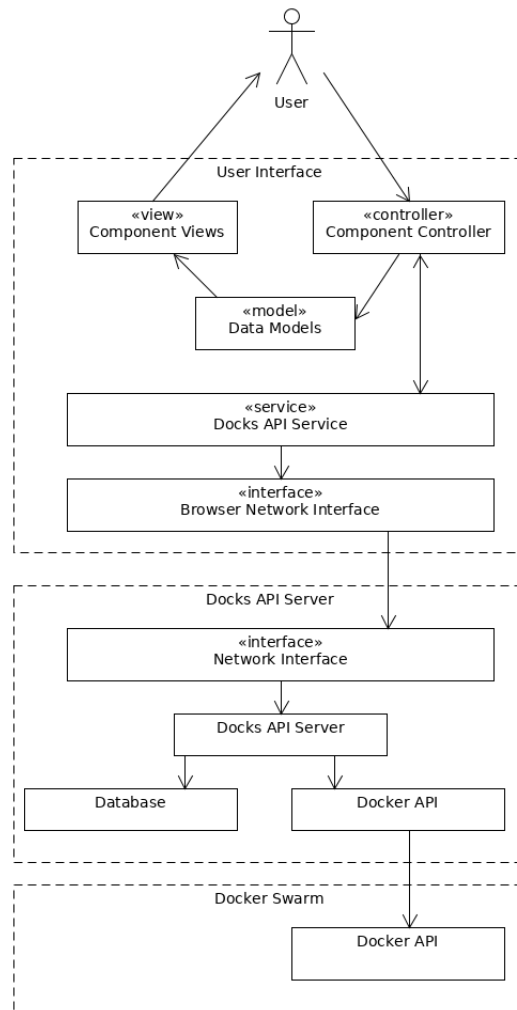 User
User Interface
«view»
Component Views
«controller»
Component Controller
«model»
Data Models
«service»
Docks API Service
«interface»
Browser Network Interface
Docks API Server
«interface»
Network Interface
Docks API Server
Database
Docker API
Docker Swarm
Docker API